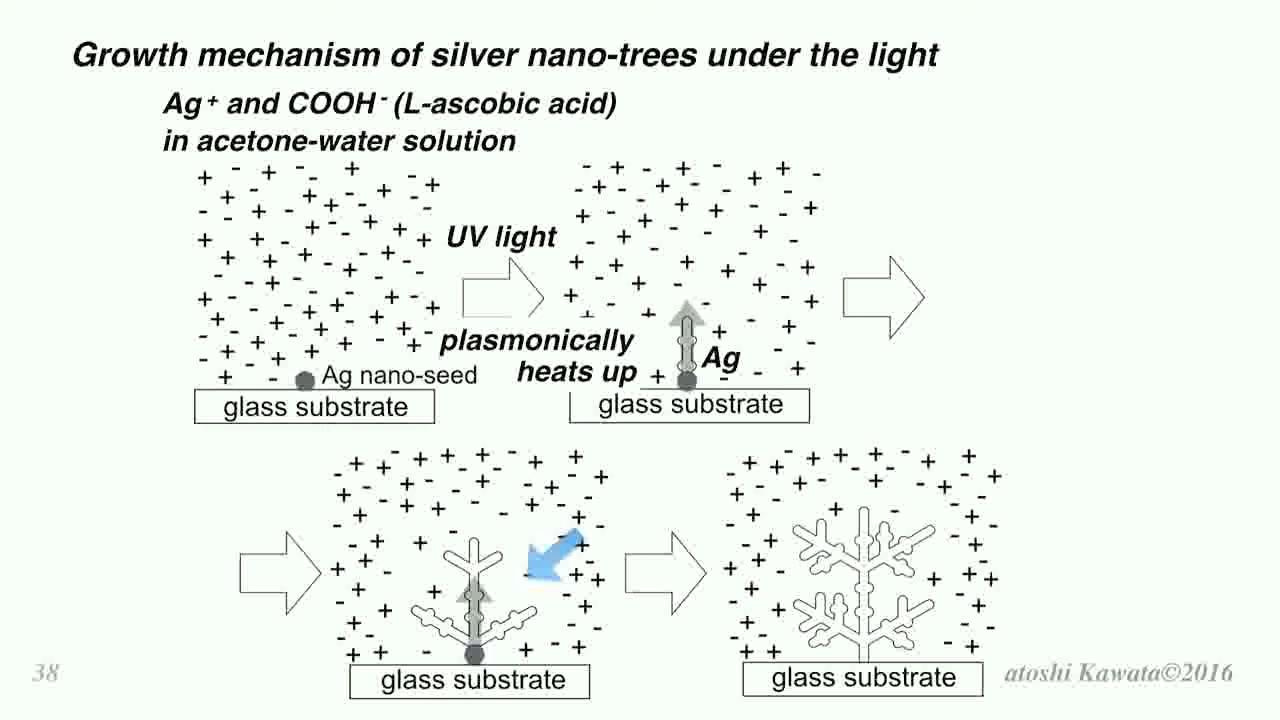 Growth mechanism of silver nano-trees under the light
Ag⁺ and COOH⁻ (L-ascobic acid)
in acetone-water solution
UV light
plasmonically
heats up
Ag
Ag nano-seed
glass substrate
glass substrate
glass substrate
glass substrate
38
atoshi Kawata©2016